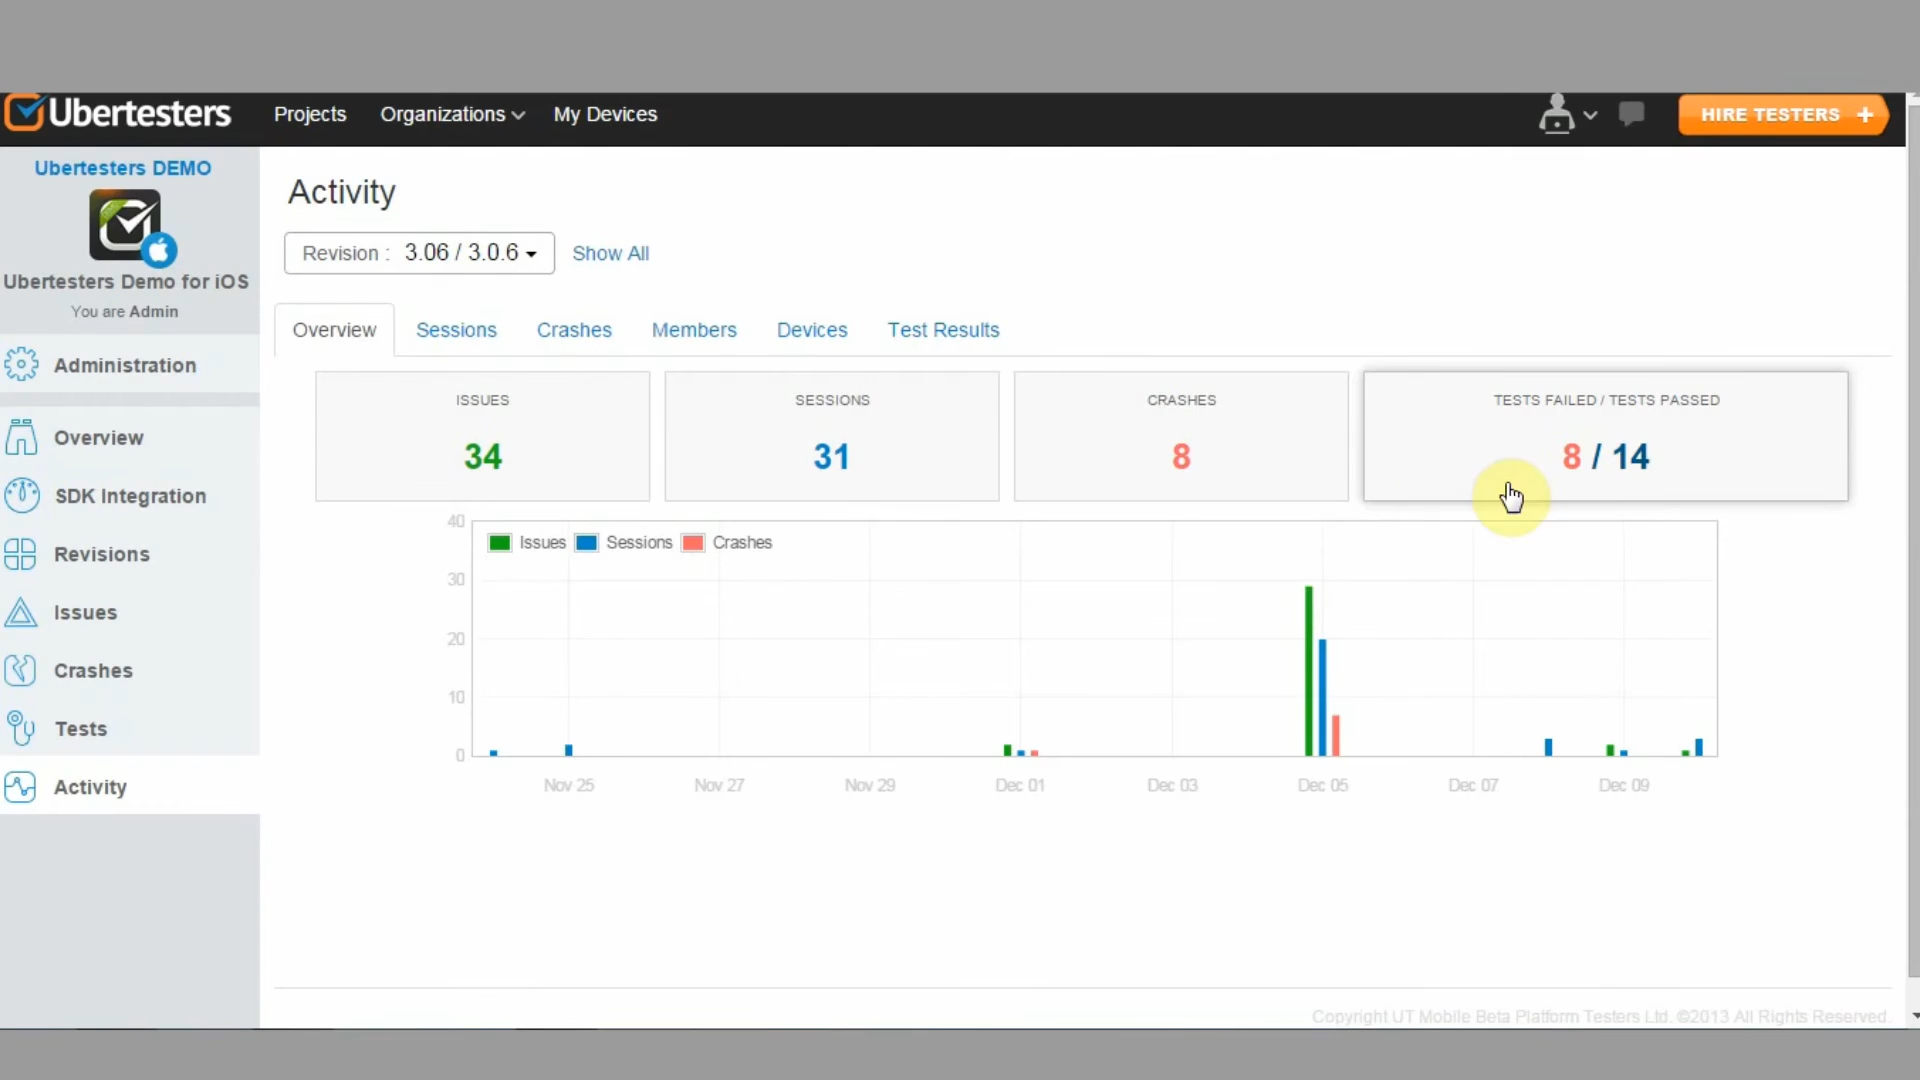 Ubertesters
Projects
Organizations
My Devices
HIRE TESTERS +
Ubertesters DEMO
Ubertesters Demo for iOS
You are Admin
Administration
Overview
SDK Integration
Revisions
Issues
Crashes
Tests
Activity
Activity
Revision : 3.06 / 3.0.6
Show All
Overview
Sessions
Crashes
Members
Devices
Test Results
ISSUES
34
SESSIONS
31
CRASHES
8
TESTS FAILED / TESTS PASSED
8 / 14
Issues
Sessions
Crashes
40
30
20
10
0
Nov 25
Nov 27
Nov 29
Dec 01
Dec 03
Dec 05
Dec 07
Dec 09
Copyright UT Mobile Beta Platform Testers Ltd. ©2013 All Rights Reserved.